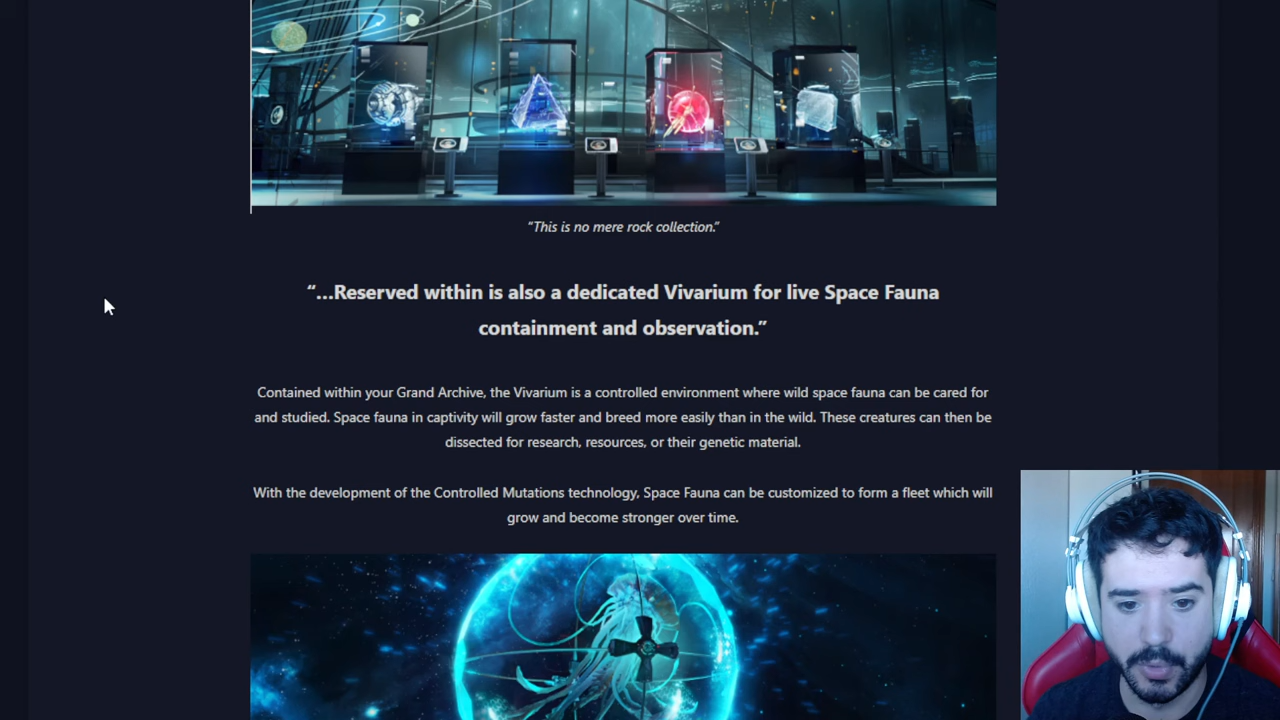 “This is no mere rock collection.”
“…Reserved within is also a dedicated Vivarium for live Space Fauna
containment and observation.”
Contained within your Grand Archive, the Vivarium is a controlled environment where wild space fauna can be cared for
and studied. Space fauna in captivity will grow faster and breed more easily than in the wild. These creatures can then be
dissected for research, resources, or their genetic material.
With the development of the Controlled Mutations technology, Space Fauna can be customized to form a fleet which will
grow and become stronger over time.